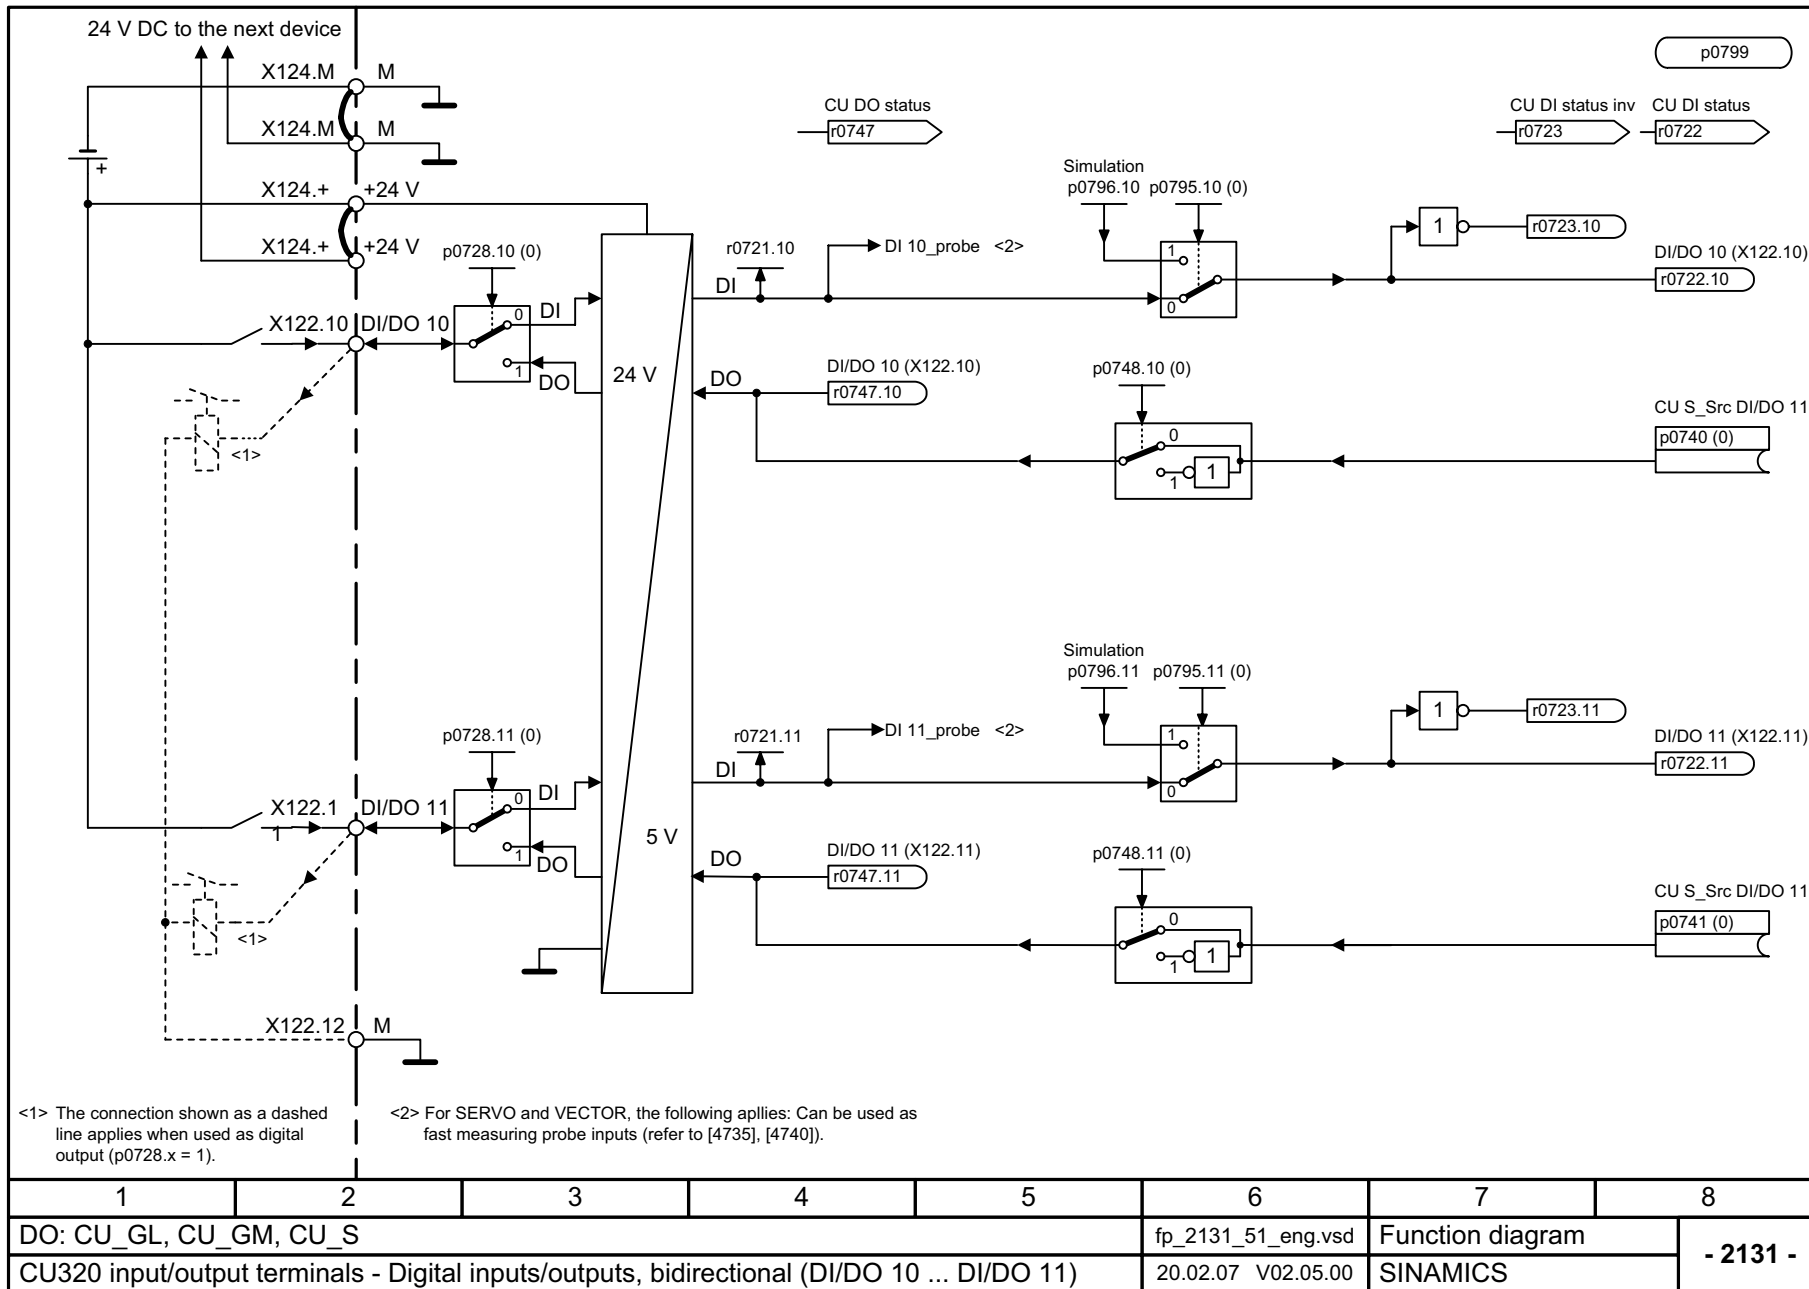 24 V DC to the next device
p0799
X124.M M
CU DO status
r0747
CU DI status inv
r0723
CU DI status
r0722
X124.M M
+
Simulation
p0796.10 p0795.10 (0)
X124.+ +24 V
X124.+ +24 V
p0728.10 (0)
r0721.10
DI 10_probe <2>
1
0
1
r0723.10
DI/DO 10 (X122.10)
r0722.10
DI
DI
X122.10 DI/DO 10
0
1
DO
24 V
DO
DI/DO 10 (X122.10)
r0747.10
p0748.10 (0)
0
1
1
CU S_Src DI/DO 11
p0740 (0)
<1>
Simulation
p0796.11 p0795.11 (0)
p0728.11 (0)
r0721.11
DI 11_probe <2>
1
0
1
r0723.11
DI/DO 11 (X122.11)
r0722.11
DI
DI
X122.1
1
DI/DO 11
0
1
DO
5 V
DO
DI/DO 11 (X122.11)
r0747.11
p0748.11 (0)
0
1
1
CU S_Src DI/DO 11
p0741 (0)
<1>
X122.12 M
<1> The connection shown as a dashed
line applies when used as digital
output (p0728.x = 1).
<2> For SERVO and VECTOR, the following apllies: Can be used as
fast measuring probe inputs (refer to [4735], [4740]).
1 2 3 4 5 6 7 8
DO: CU_GL, CU_GM, CU_S
fp_2131_51_eng.vsd
Function diagram
- 2131 -
CU320 input/output terminals - Digital inputs/outputs, bidirectional (DI/DO 10 ... DI/DO 11)
20.02.07 V02.05.00
SINAMICS